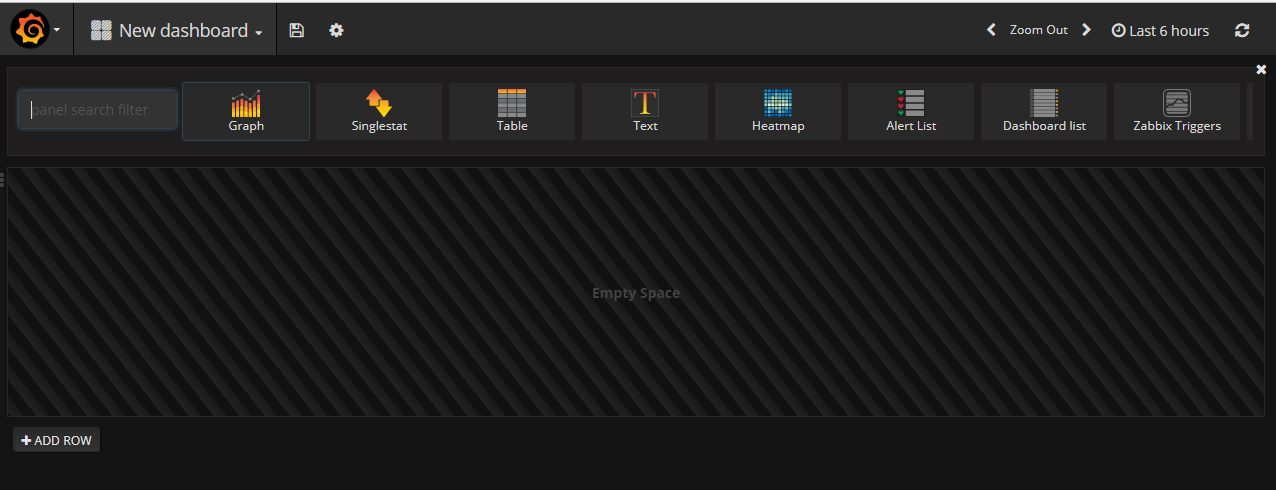 New dashboard
Zoom Out
Last 6 hours
panel search filter
Graph
Singlestat
Table
Text
Heatmap
Alert List
Dashboard list
Zabbix Triggers
Empty Space
ADD ROW